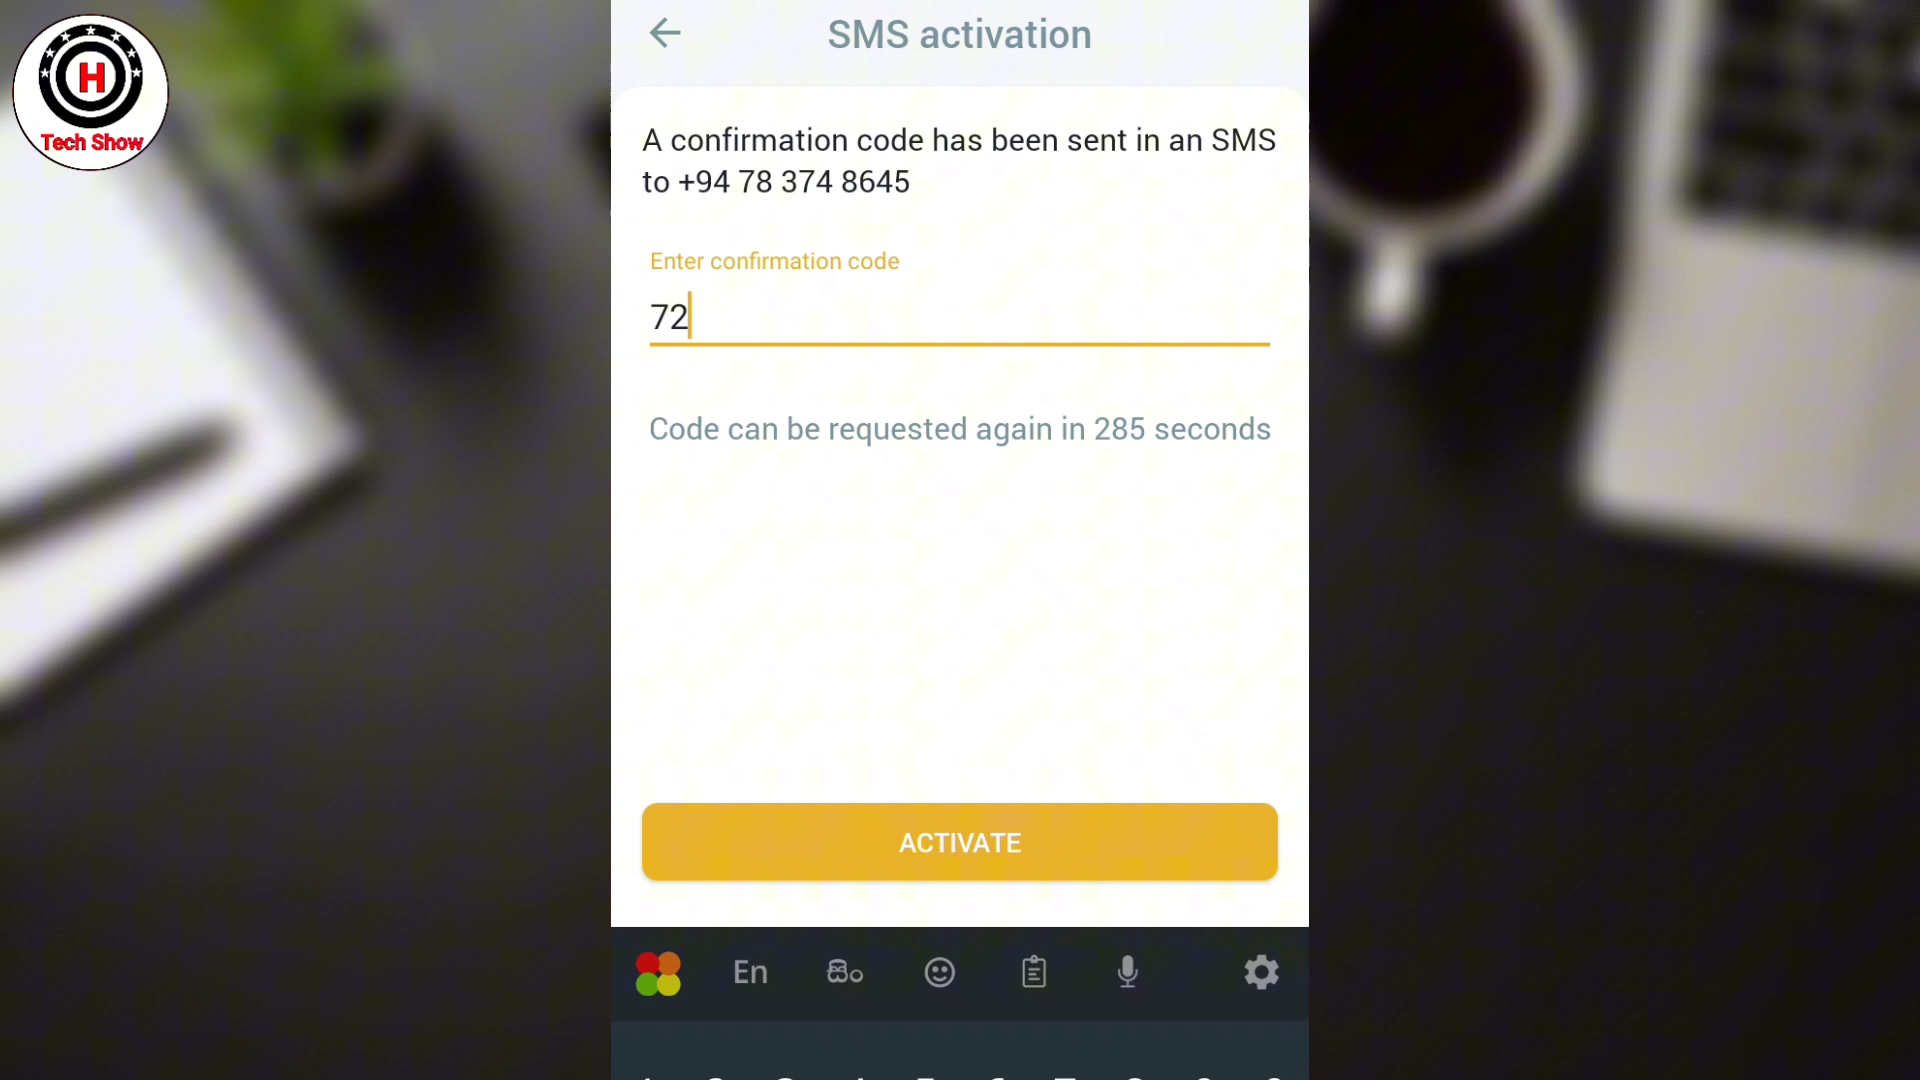 H
Tech Show
SMS activation
A confirmation code has been sent in an SMS
to +94 78 374 8645
Enter confirmation code
72
Code can be requested again in 285 seconds
ACTIVATE
En සිං